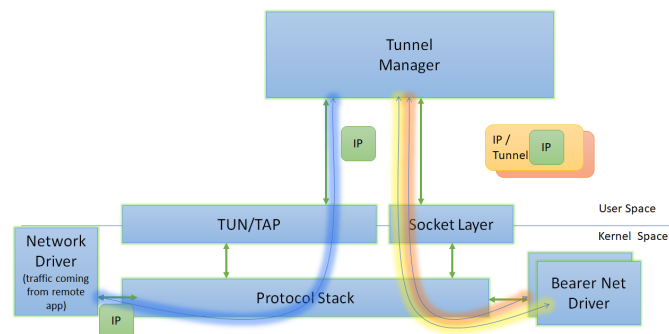 Tunnel
Manager
IP
IP /
Tunnel
IP
User Space
TUN/TAP
Socket Layer
Kernel Space
Network
Driver
(traffic coming
from remote
app)
Protocol Stack
Bearer Net
Driver
IP